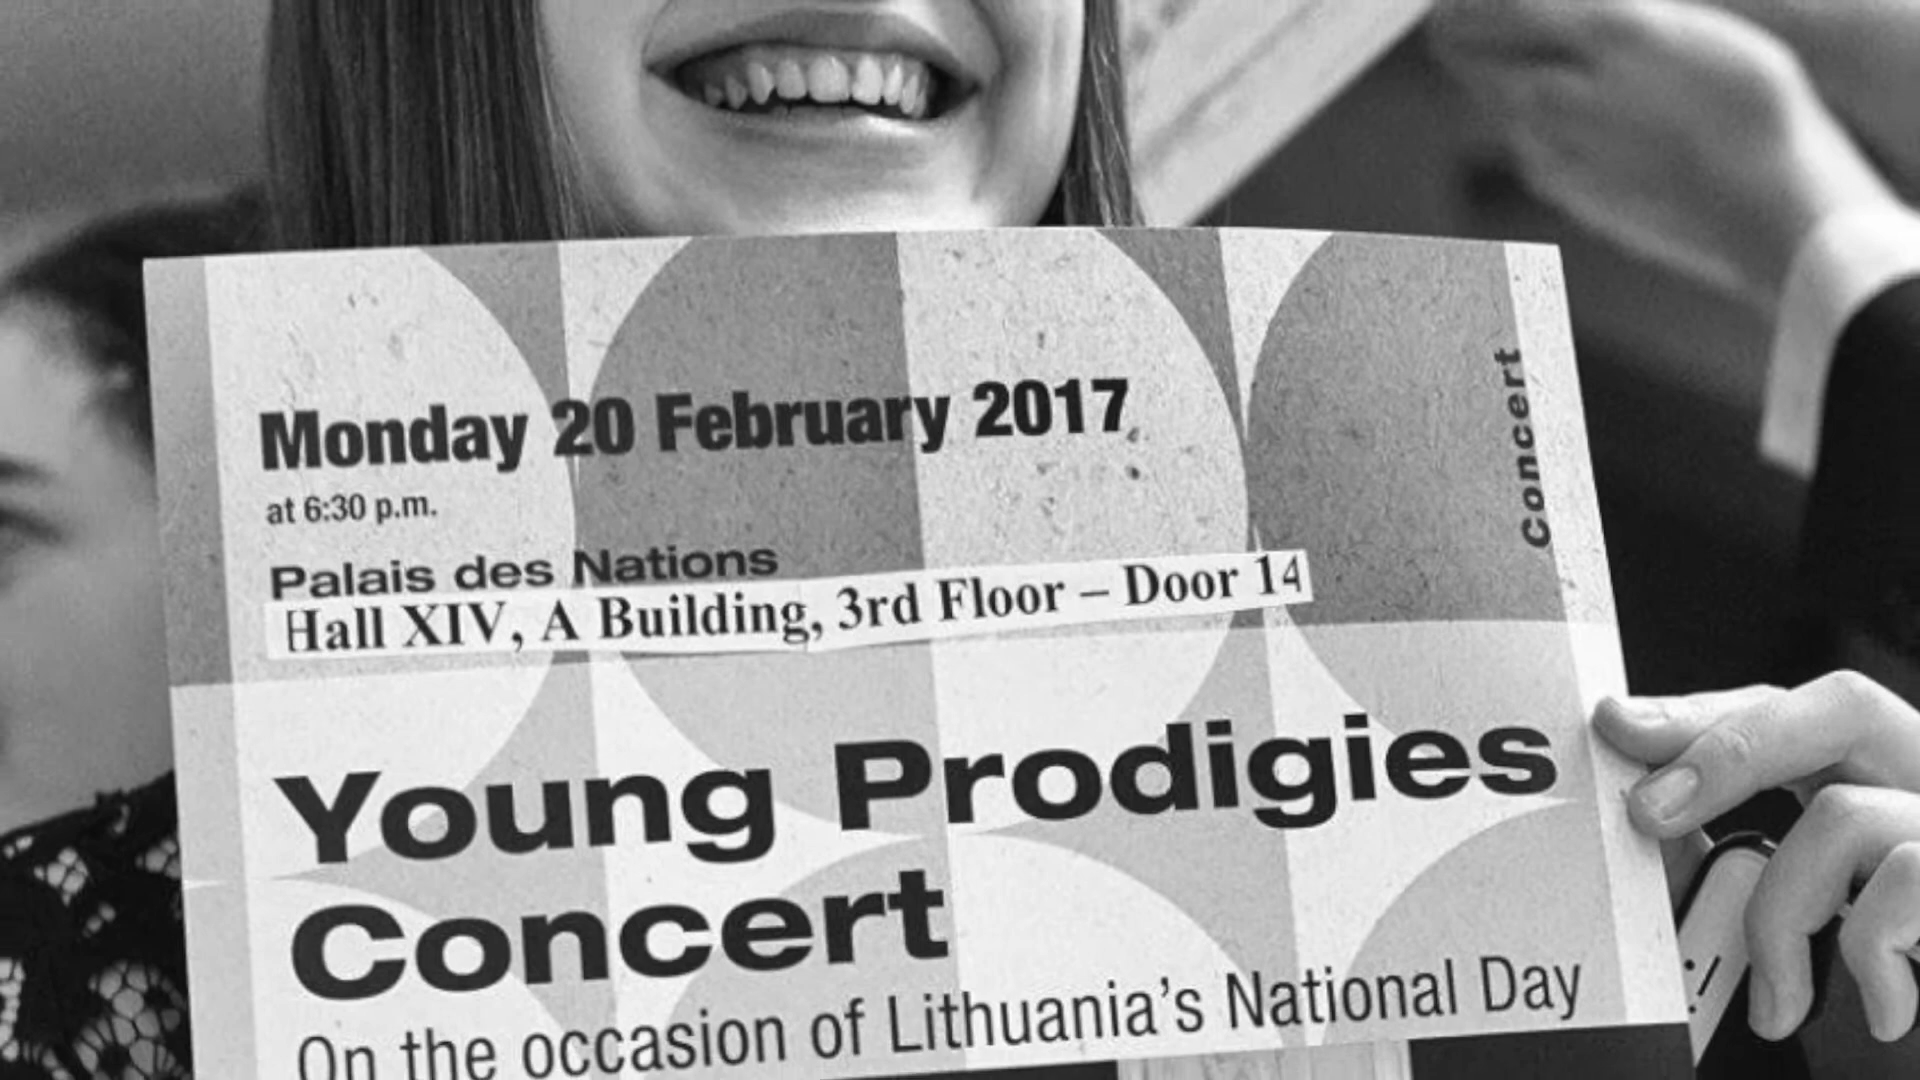 Monday 20 February 2017
at 6:30 p.m.
Palais des Nations
Hall XIV, A Building, 3rd Floor – Door 14
Concert
Young Prodigies
Concert
On the occasion of Lithuania's National Day